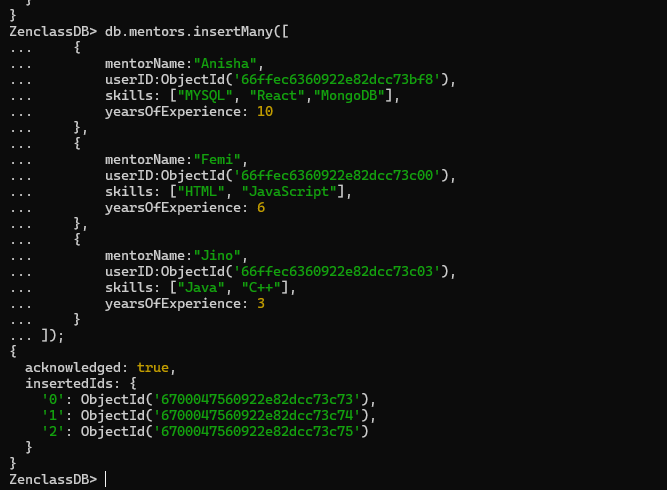 }
}
ZenclassDB> db.mentors.insertMany([
...     {
...         mentorName:"Anisha",
...         userID:ObjectId('66ffec6360922e82dcc73bf8'),
...         skills: ["MYSQL", "React","MongoDB"],
...         yearsOfExperience: 10
...     },
...     {
...         mentorName:"Femi",
...         userID:ObjectId('66ffec6360922e82dcc73c00'),
...         skills: ["HTML", "JavaScript"],
...         yearsOfExperience: 6
...     },
...     {
...         mentorName:"Jino",
...         userID:ObjectId('66ffec6360922e82dcc73c03'),
...         skills: ["Java", "C++"],
...         yearsOfExperience: 3
...     }
... ]);
{
  acknowledged: true,
  insertedIds: {
    '0': ObjectId('6700047560922e82dcc73c73'),
    '1': ObjectId('6700047560922e82dcc73c74'),
    '2': ObjectId('6700047560922e82dcc73c75')
  }
}
ZenclassDB>